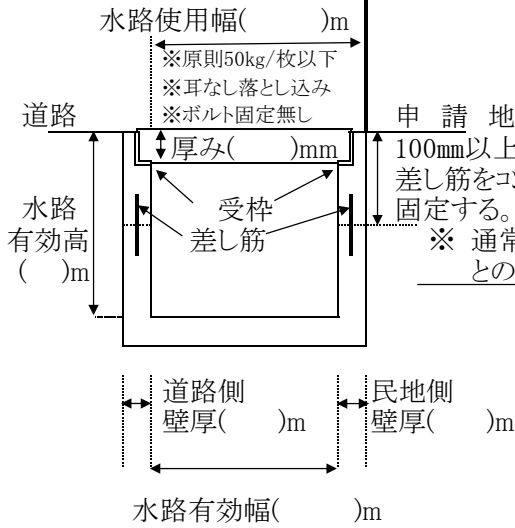 水路使用幅(　　　)m
※原則50kg/枚以下
※耳なし落とし込み
※ボルト固定無し
道路
申 請 地
厚み(　　　)mm
100mm以上
差し筋をコ
固定する。
※ 通常
との
水路
有効高
(　　)m
受枠
差し筋
道路側
壁厚(　　　)m
民地側
壁厚(　　　)m
水路有効幅(　　　)m